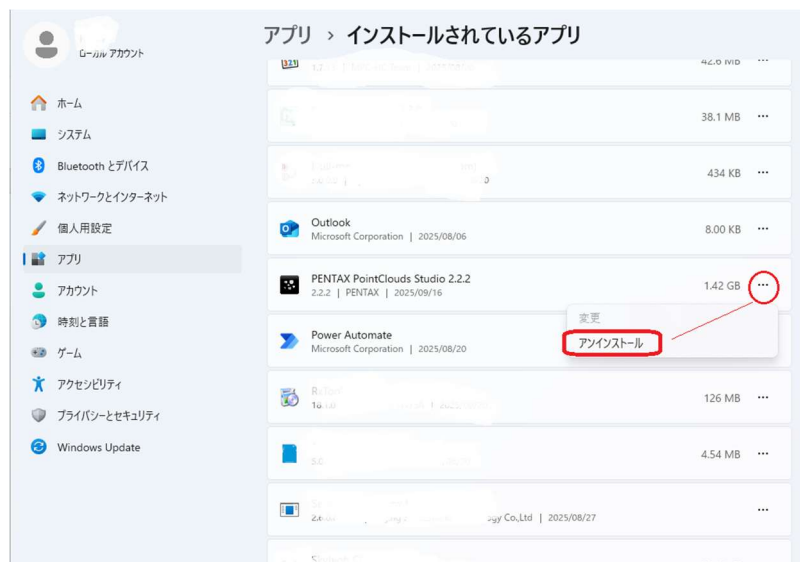 アプリ › インストールされているアプリ
ローカル アカウント
ホーム
システム
Bluetooth とデバイス
ネットワークとインターネット
個人用設定
アプリ
アカウント
時刻と言語
ゲーム
アクセシビリティ
プライバシーとセキュリティ
Windows Update
42.6 MB
38.1 MB
434 KB
Outlook
Microsoft Corporation | 2025/08/06
8.00 KB
PENTAX PointClouds Studio 2.2.2
2.2.2 | PENTAX | 2025/09/16
1.42 GB
変更
アンインストール
Power Automate
Microsoft Corporation | 2025/08/20
126 MB
4.54 MB
Co.,Ltd | 2025/08/27